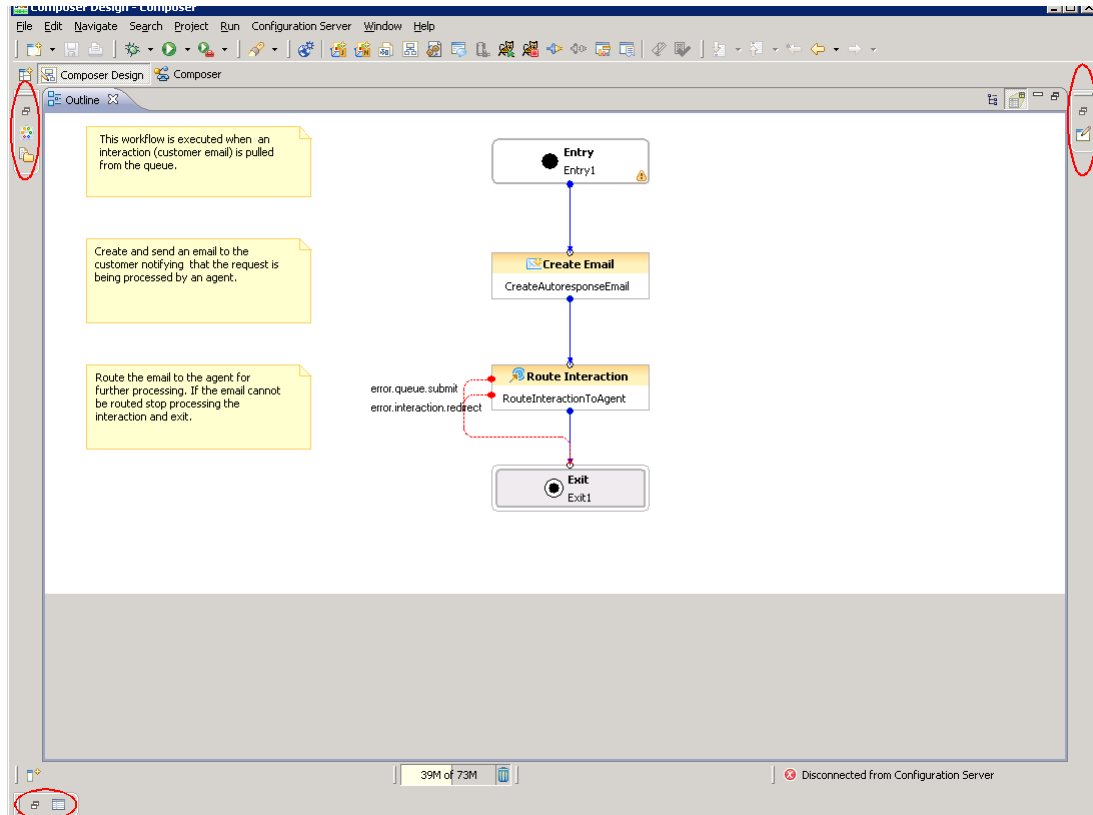 Composer Design - Composer
File Edit Navigate Search Project Run Configuration Server Window Help
Composer Design Composer
Outline
This workflow is executed when an
interaction (customer email) is pulled
from the queue.
Entry
Entry1
Create and send an email to the
customer notifying that the request is
being processed by an agent.
Create Email
CreateAutoresponseEmail
Route the email to the agent for
further processing. If the email cannot
be routed stop processing the
interaction and exit.
error.queue.submit
error.interaction.redirect
Route Interaction
RouteInteractionToAgent
Exit
Exit1
39M of 73M
Disconnected from Configuration Server